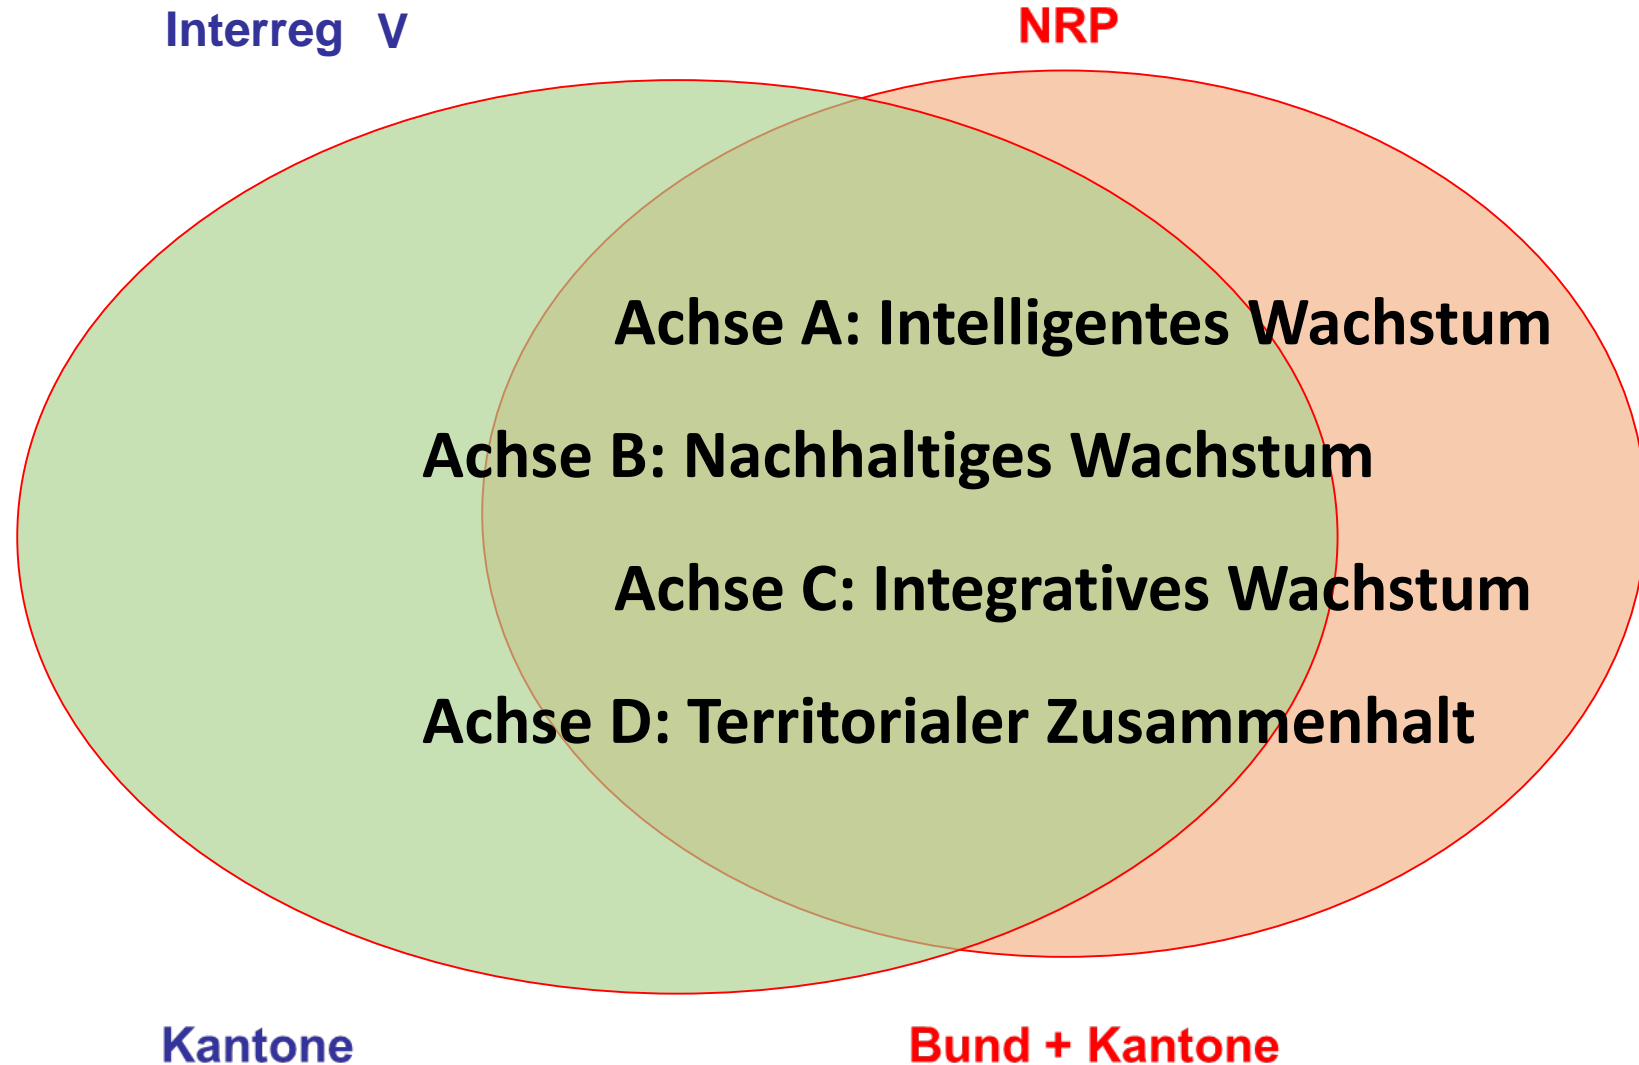 Interreg V
NRP
Achse A: Intelligentes Wachstum
Achse B: Nachhaltiges Wachstum
Achse C: Integratives Wachstum
Achse D: Territorialer Zusammenhalt
Kantone
Bund + Kantone